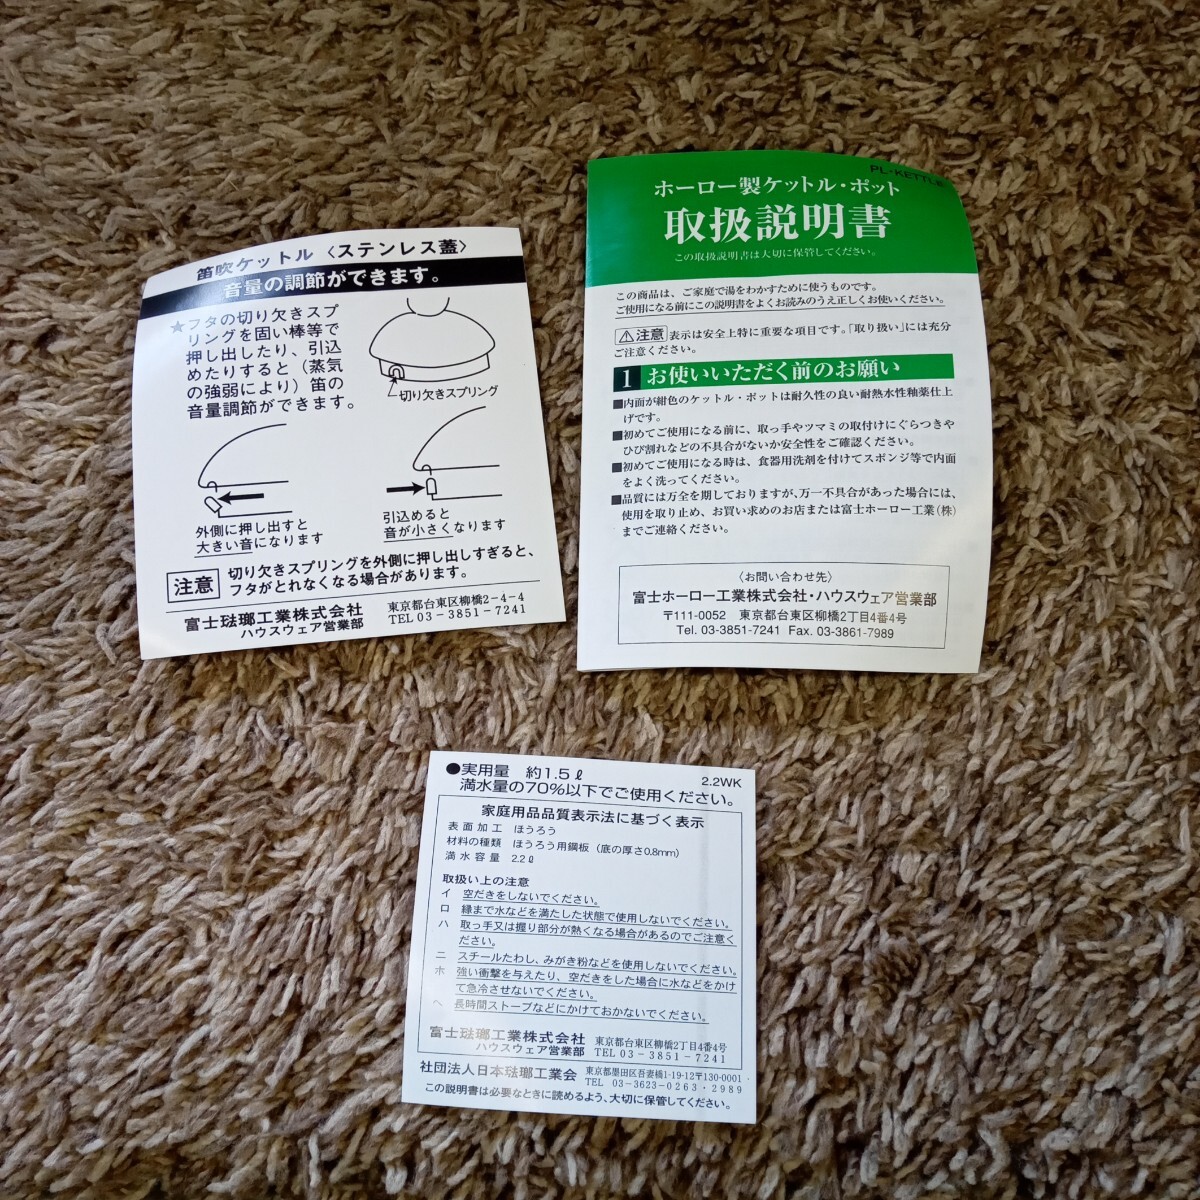 笛吹ケットル〈ステンレス蓋〉
音量の調節ができます。
★フタの切り欠きスプ
リングを固い棒等で
押し出したり、引込
めたりすると（蒸気
の強弱により）笛の
音量調節ができます。
切り欠きスプリング
外側に押し出すと
大きい音になります
引込めると
音が小さくなります
注意
切り欠きスプリングを外側に押し出しすぎると、
フタがとれなくなる場合があります。
富士琺瑯工業株式会社
ハウスウェア営業部
東京都台東区柳橋2-4-4
TEL 03-3851-7241
PL・KETTLE
ホーロー製ケットル・ポット
取扱説明書
この取扱説明書は大切に保管してください。
この商品は、ご家庭で湯をわかすために使うものです。
ご使用になる前にこの説明書をよくお読みのうえ正しくお使いください。
⚠注意 表示は安全上特に重要な項目です。「取り扱い」には充分
ご注意ください。
1 お使いいただく前のお願い
■内面が紺色のケットル・ポットは耐久性の良い耐熱水性釉薬仕上
げです。
■初めてご使用になる前に、取っ手やツマミの取付けにぐらつきや
ひび割れなどの不具合がないか安全性をご確認ください。
■初めてご使用になる時は、食器用洗剤を付けてスポンジ等で内面
をよく洗ってください。
■品質には万全を期しておりますが、万一不具合があった場合には、
使用を取り止め、お買い求めのお店または富士ホーロー工業(株)
までご連絡ください。
〈お問い合わせ先〉
富士ホーロー工業株式会社・ハウスウェア営業部
〒111-0052 東京都台東区柳橋2丁目4番4号
Tel. 03-3851-7241 Fax. 03-3861-7989
●実用量 約1.5ℓ
2.2WK
満水量の70%以下でご使用ください。
家庭用品品質表示法に基づく表示
表面加工 ほうろう
材料の種類 ほうろう用鋼板（底の厚さ0.8mm）
満水容量 2.2ℓ
取扱い上の注意
イ 空だきをしないでください。
ロ 縁まで水などを満たした状態で使用しないでください。
ハ 取っ手又は握り部分が熱くなる場合があるのでご注意く
ださい。
ニ スチールたわし、みがき粉などを使用しないでください。
ホ 強い衝撃を与えたり、空だきをした場合に水などをかけ
て急冷させないでください。
ヘ 長時間ストーブなどにかけておかないでください。
富士琺瑯工業株式会社
ハウスウェア営業部
東京都台東区柳橋2丁目4番4号
TEL 03-3851-7241
社団法人日本琺瑯工業会
東京都墨田区吾妻橋1-19-12〒130-0001
TEL 03-3623-0263・2989
この説明書は必要なときに読めるよう、大切に保管してください。